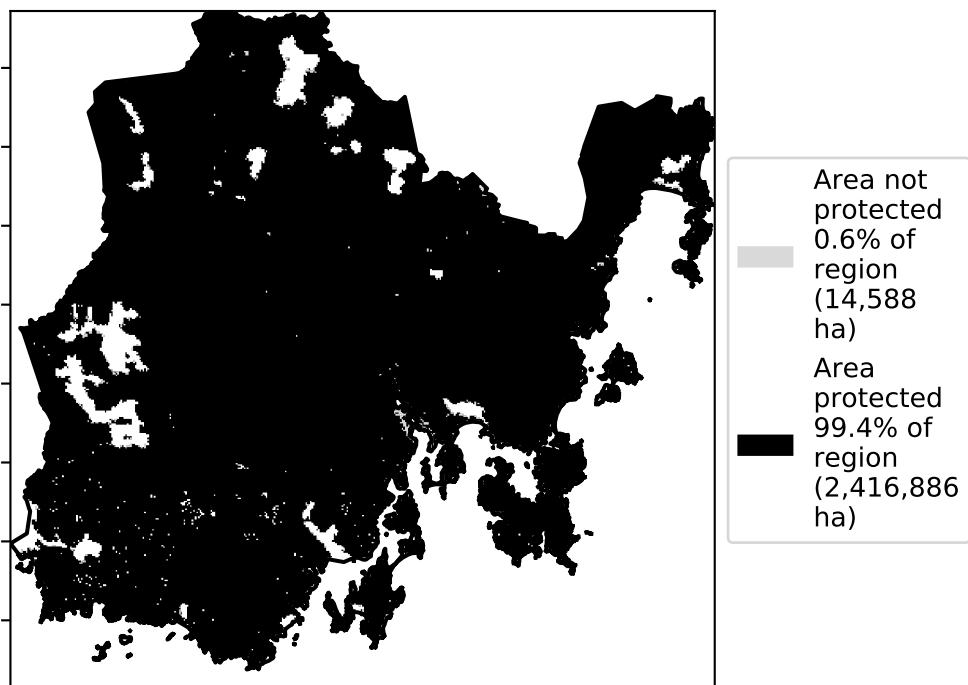 Area not
protected
0.6% of
region
(14,588
ha)
Area
protected
99.4% of
region
(2,416,886
ha)